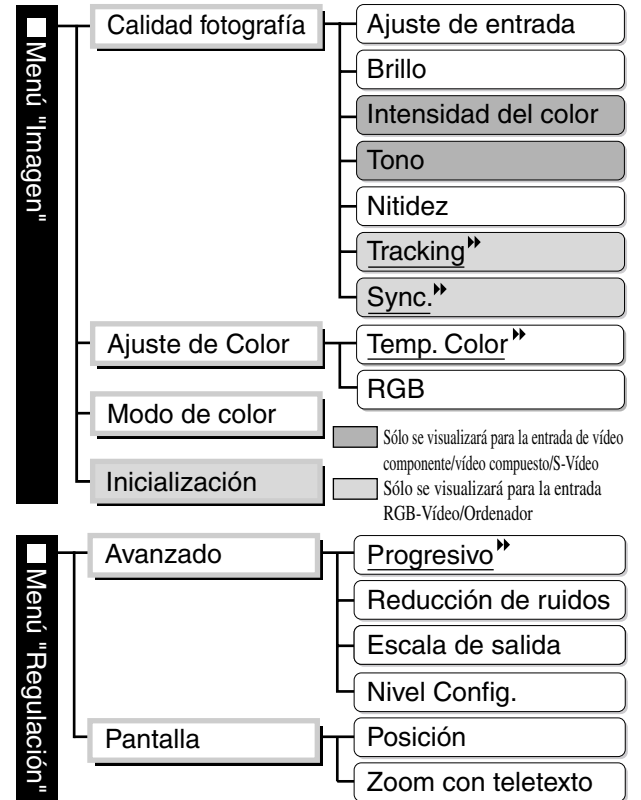 ■ Menú "Imagen"
Calidad fotografía
Ajuste de entrada
Brillo
Intensidad del color
Tono
Nitidez
Tracking
Sync.
Ajuste de Color
Temp. Color
RGB
Modo de color
Inicialización
Sólo se visualizará para la entrada de vídeo
componente/vídeo compuesto/S-Vídeo
Sólo se visualizará para la entrada
RGB-Vídeo/Ordenador
■ Menú "Regulación"
Avanzado
Progresivo
Reducción de ruidos
Escala de salida
Nivel Config.
Pantalla
Posición
Zoom con teletexto